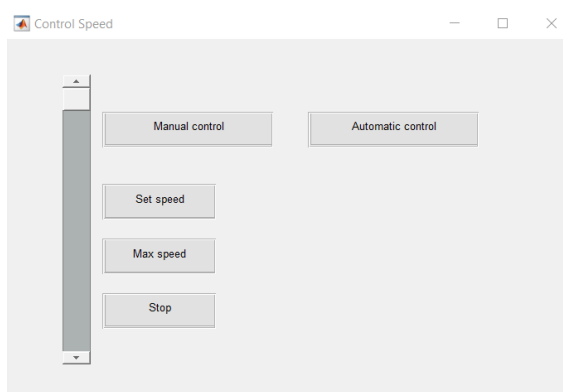 Control Speed
Manual control
Automatic control
Set speed
Max speed
Stop